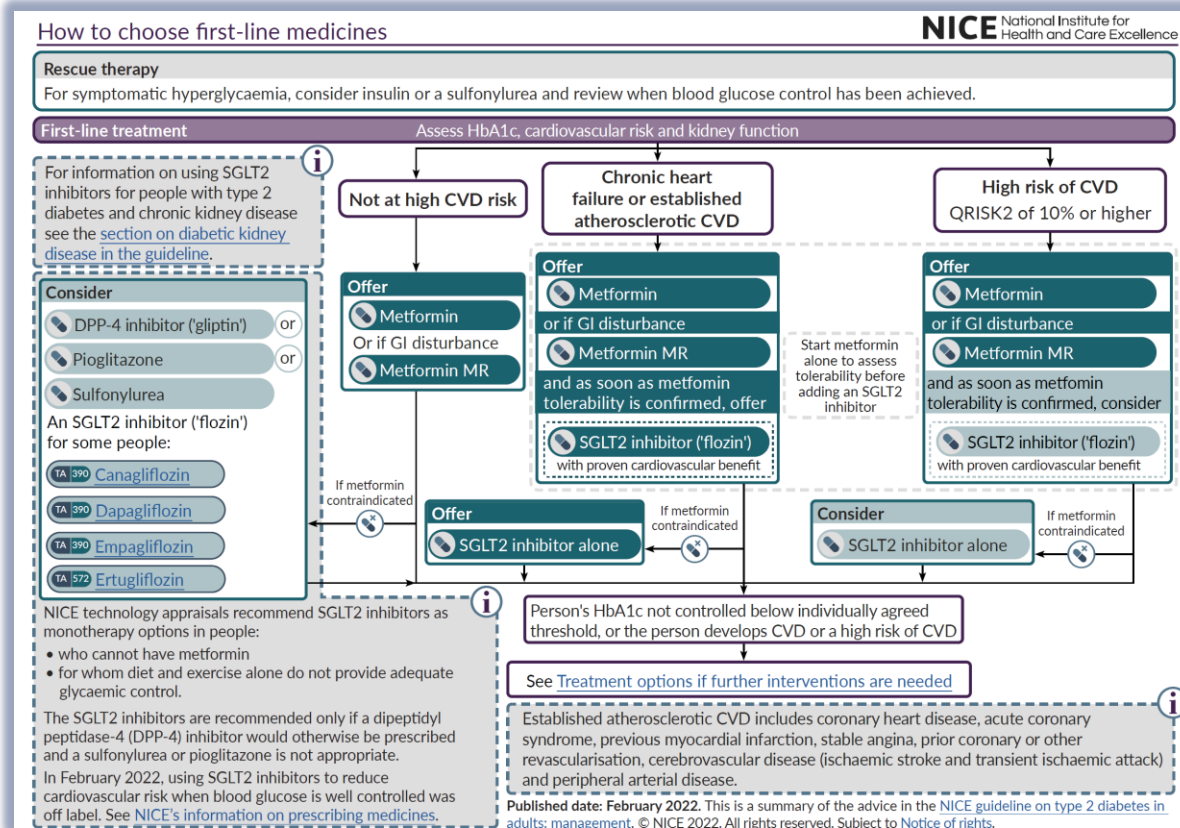 How to choose first-line medicines
NICE National Institute for
Health and Care Excellence
Rescue therapy
For symptomatic hyperglycaemia, consider insulin or a sulfonylurea and review when blood glucose control has been achieved.
First-line treatment
Assess HbA1c, cardiovascular risk and kidney function
For information on using SGLT2
inhibitors for people with type 2
diabetes and chronic kidney disease
see the section on diabetic kidney
disease in the guideline.
i
Consider
DPP-4 inhibitor ('gliptin')
or
Pioglitazone
or
Sulfonylurea
An SGLT2 inhibitor ('flozin')
for some people:
TA 390 Canagliflozin
TA 390 Dapagliflozin
TA 390 Empagliflozin
TA 572 Ertugliflozin
NICE technology appraisals recommend SGLT2 inhibitors as
monotherapy options in people:
• who cannot have metformin
• for whom diet and exercise alone do not provide adequate
glycaemic control.
The SGLT2 inhibitors are recommended only if a dipeptidyl
peptidase-4 (DPP-4) inhibitor would otherwise be prescribed
and a sulfonylurea or pioglitazone is not appropriate.
In February 2022, using SGLT2 inhibitors to reduce
cardiovascular risk when blood glucose is well controlled was
off label. See NICE's information on prescribing medicines.
i
Not at high CVD risk
Offer
Metformin
Or if GI disturbance
Metformin MR
If metformin
contraindicated
Chronic heart
failure or established
atherosclerotic CVD
Offer
Metformin
or if GI disturbance
Metformin MR
and as soon as metfomin
tolerability is confirmed, offer
SGLT2 inhibitor ('flozin')
with proven cardiovascular benefit
If metformin
contraindicated
Offer
SGLT2 inhibitor alone
Start metformin
alone to assess
tolerability before
adding an SGLT2
inhibitor
High risk of CVD
QRISK2 of 10% or higher
Offer
Metformin
or if GI disturbance
Metformin MR
and as soon as metfomin
tolerability is confirmed, consider
SGLT2 inhibitor ('flozin')
with proven cardiovascular benefit
If metformin
contraindicated
Consider
SGLT2 inhibitor alone
Person's HbA1c not controlled below individually agreed
threshold, or the person develops CVD or a high risk of CVD
See Treatment options if further interventions are needed
i
Established atherosclerotic CVD includes coronary heart disease, acute coronary
syndrome, previous myocardial infarction, stable angina, prior coronary or other
revascularisation, cerebrovascular disease (ischaemic stroke and transient ischaemic attack)
and peripheral arterial disease.
Published date: February 2022. This is a summary of the advice in the NICE guideline on type 2 diabetes in
adults: management. © NICE 2022. All rights reserved. Subject to Notice of rights.